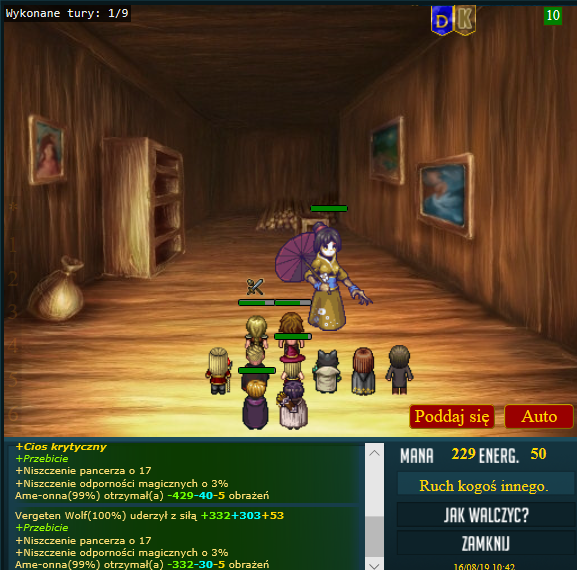 Wykonane tury: 1/9
D K
10
Poddaj się
Auto
+Cios krytyczny
+Przebicie
+Niszczenie pancerza o 17
+Niszczenie odporności magicznych o 3%
Ame-onna(99%) otrzymał(a) -429-40-5 obrażeń
Vergeten Wolf(100%) uderzył z siłą +332+303+53
+Przebicie
+Niszczenie pancerza o 17
+Niszczenie odporności magicznych o 3%
Ame-onna(99%) otrzymał(a) -332-30-5 obrażeń
MANA 229 ENERG. 50
Ruch kogoś innego.
JAK WALCZYĆ?
ZAMKNIJ
16/08/19 10:42